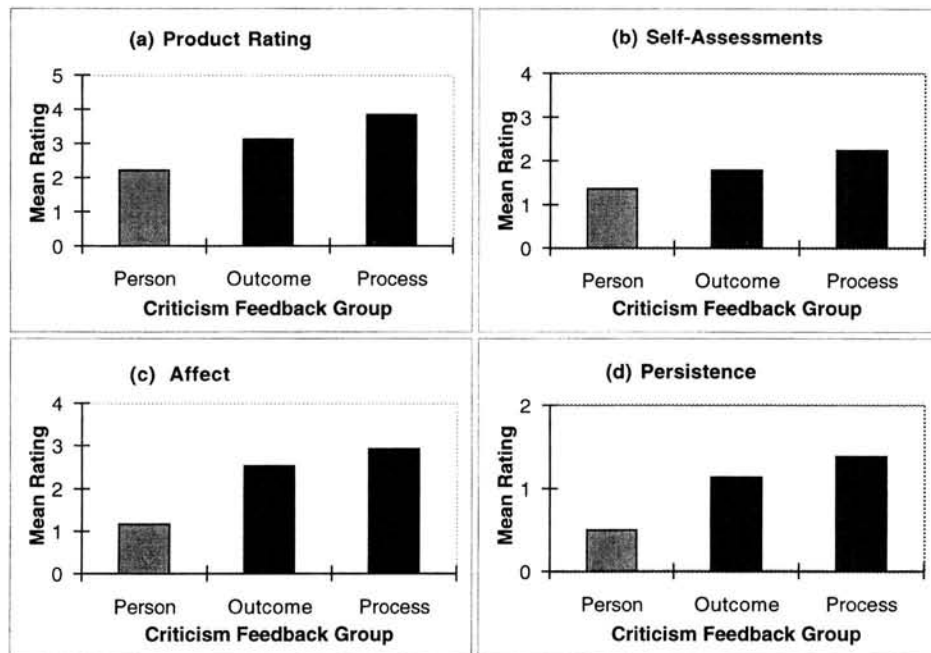 (a) Product Rating
5
4
3
2
1
0
Mean Rating
Person Outcome Process
Criticism Feedback Group
(b) Self-Assessments
4
3
2
1
0
Mean Rating
Person Outcome Process
Criticism Feedback Group
(c) Affect
4
3
2
1
0
Mean Rating
Person Outcome Process
Criticism Feedback Group
(d) Persistence
2
1
0
Mean Rating
Person Outcome Process
Criticism Feedback Group